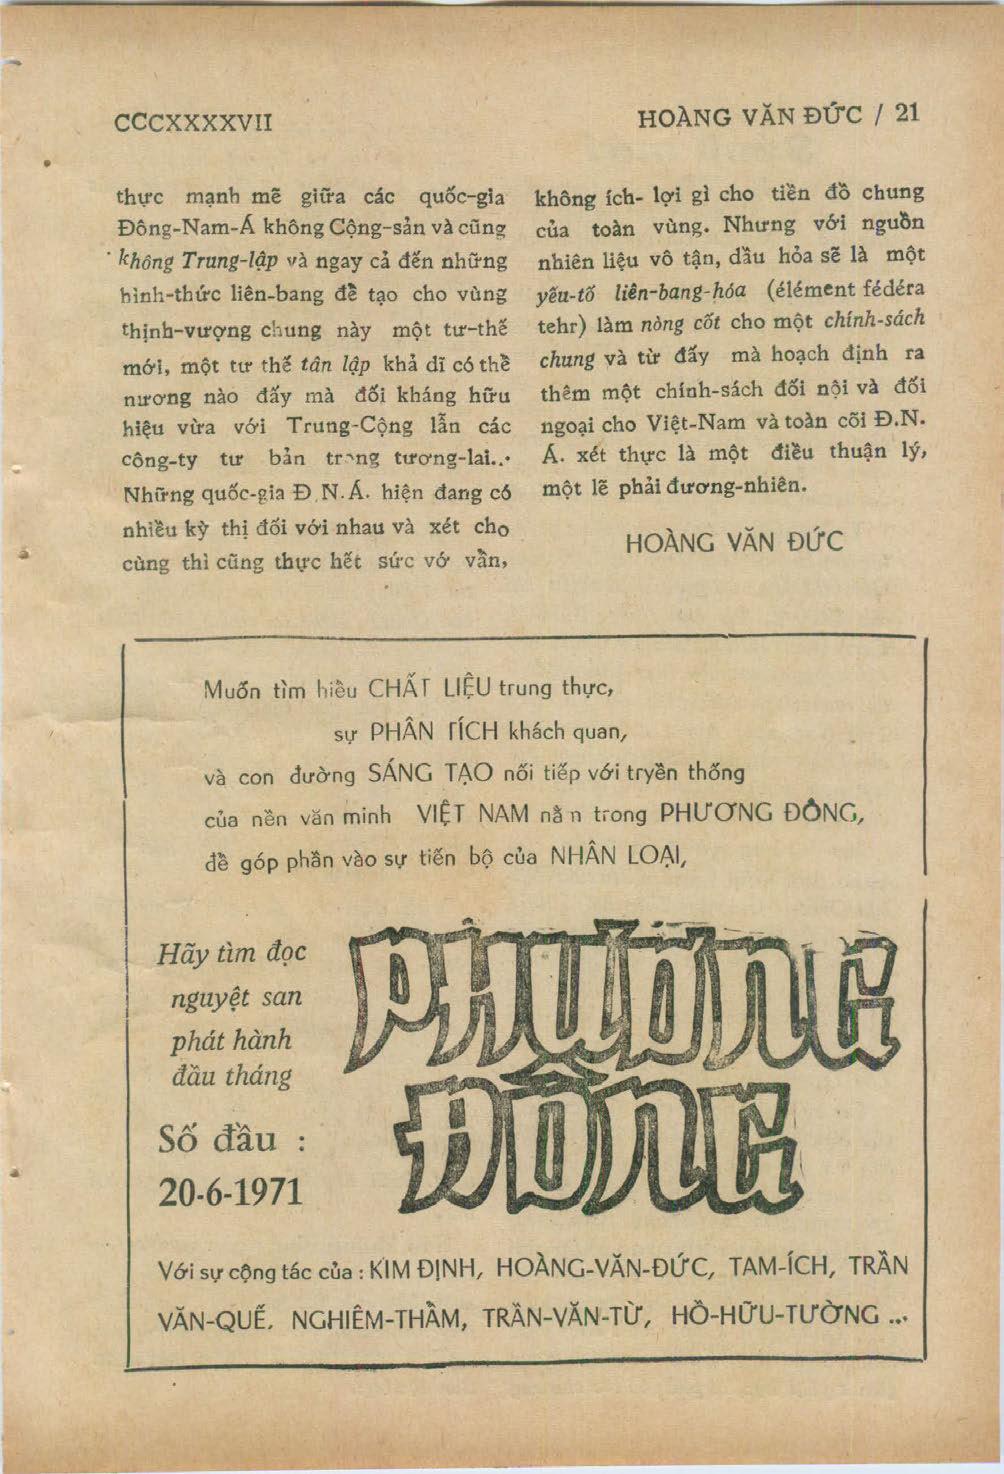 CCCXXXXVII
HOÀNG VĂN ĐỨC / 21
thực mạnh mẽ giữa các quốc-gia
Đông-Nam-Á không Cộng-sản và cũng
không Trung-lập và ngay cả đến những
hình-thức liên-bang để tạo cho vùng
thịnh-vượng chung này một tư-thế
mới, một tư thế tân lập khả dĩ có thể
nương nào đấy mà đối kháng hữu
hiệu vừa với Trung-Cộng lẫn các
công-ty tư bản trong tương-lai...
Những quốc-gia Đ.N.Á. hiện đang có
nhiều kỳ thị đối với nhau và xét cho
cùng thì cũng thực hết sức vớ vẩn,
không ích- lợi gì cho tiền đồ chung
của toàn vùng. Nhưng với nguồn
nhiên liệu vô tận, dầu hỏa sẽ là một
yếu-tố liên-bang-hóa (élément fédéra
tehr) làm nòng cốt cho một chính-sách
chung và từ đấy mà hoạch định ra
thêm một chính-sách đối nội và đối
ngoại cho Việt-Nam và toàn cõi Đ.N.
Á. xét thực là một điều thuận lý,
một lẽ phải đương-nhiên.
HOÀNG VĂN ĐỨC
Muốn tìm hiểu CHẤT LIỆU trung thực,
sự PHÂN TÍCH khách quan,
và con đường SÁNG TẠO nối tiếp với tryền thống
của nền văn minh VIỆT NAM nằn trong PHƯƠNG ĐÔNG,
để góp phần vào sự tiến bộ của NHÂN LOẠI,
Hãy tìm đọc
nguyệt san
phát hành
đầu tháng
Số đầu :
20-6-1971
PHƯƠNG
ĐÔNG
Với sự cộng tác của : KIM ĐỊNH, HOÀNG-VĂN-ĐỨC, TAM-ÍCH, TRẦN
VĂN-QUẾ, NGHIÊM-THẨM, TRẦN-VĂN-TỪ, HỒ-HỮU-TƯỜNG ...